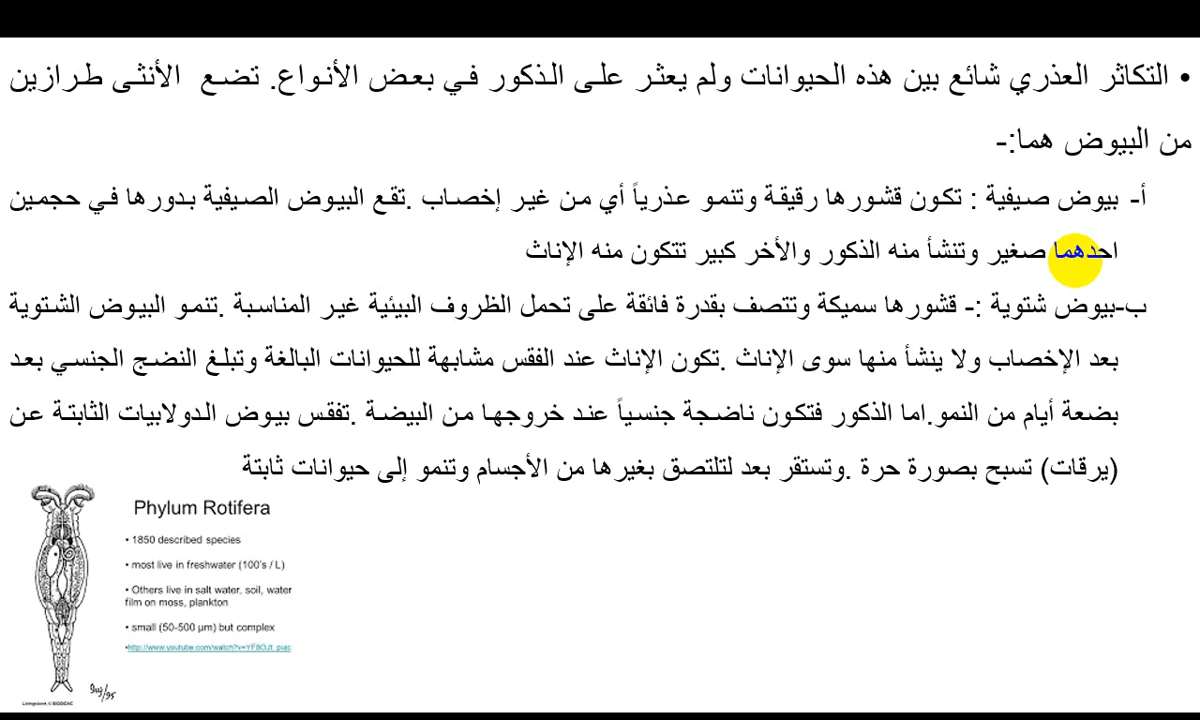 • التكاثر العذري شائع بين هذه الحيوانات ولم يعثر على الذكور في بعض الأنواع. تضع الأنثى طرازين
من البيوض هما:-
أ- بيوض صيفية : تكون قشورها رقيقة وتنمو عذرياً أي من غير إخصاب .تقع البيوض الصيفية بدورها في حجمين
احدهما صغير وتنشأ منه الذكور والأخر كبير تتكون منه الإناث
ب-بيوض شتوية :- قشورها سميكة وتتصف بقدرة فائقة على تحمل الظروف البيئية غير المناسبة .تنمو البيوض الشتوية
بعد الإخصاب ولا ينشأ منها سوى الإناث .تكون الإناث عند الفقس مشابهة للحيوانات البالغة وتبلغ النضج الجنسي بعد
بضعة أيام من النمو.اما الذكور فتكون ناضجة جنسياً عند خروجها من البيضة .تفقس بيوض الدولابيات الثابتة عن
(يرقات) تسبح بصورة حرة .وتستقر بعد لتلتصق بغيرها من الأجسام وتنمو إلى حيوانات ثابتة
Phylum Rotifera
• 1850 described species
• most live in freshwater (100's / L)
• Others live in salt water, soil, water
film on moss, plankton
• small (50-500 µm) but complex